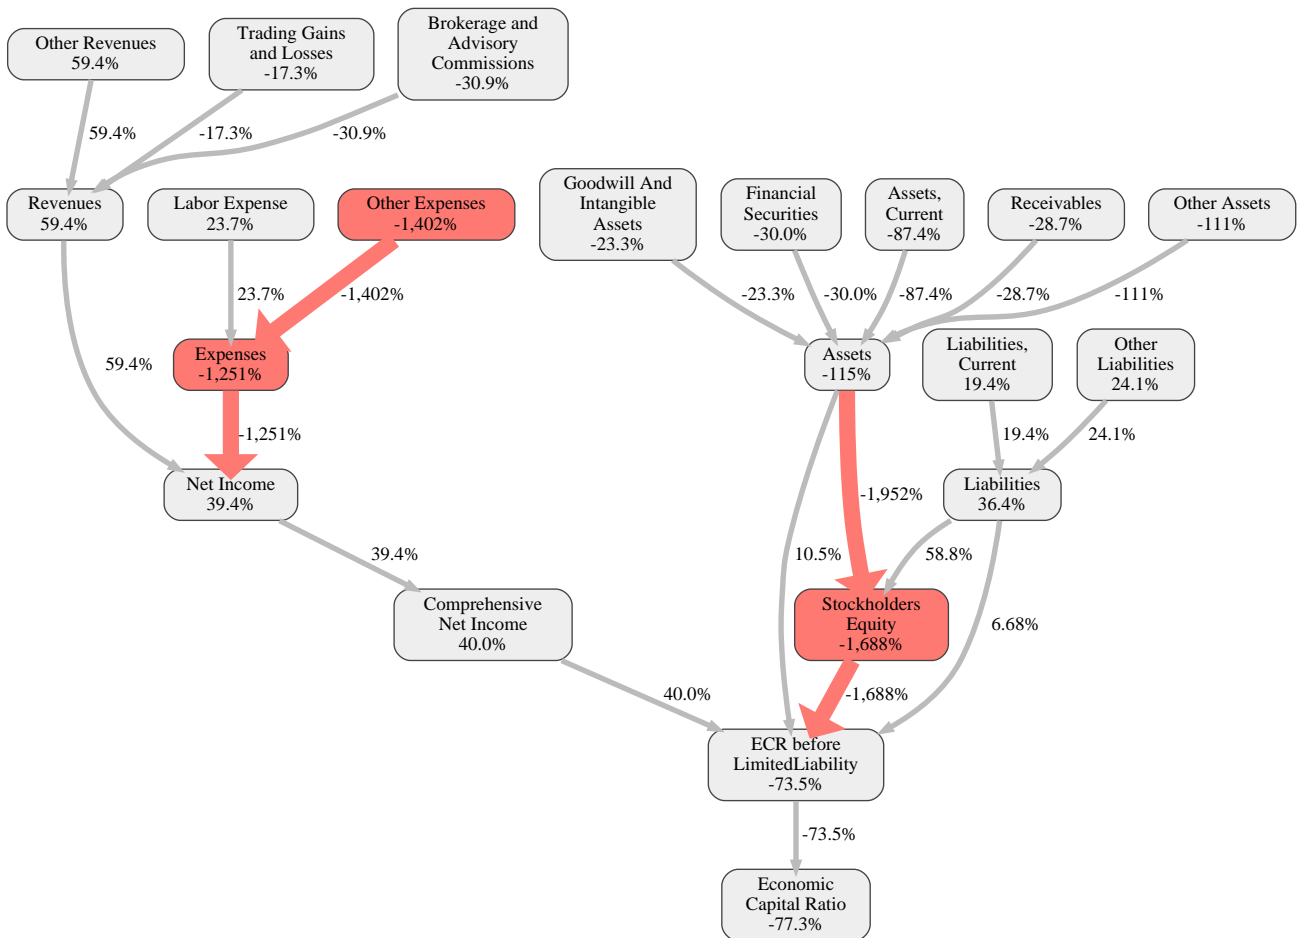 Other Revenues
59.4%
Trading Gains
and Losses
-17.3%
Brokerage and
Advisory
Commissions
-30.9%
59.4%
-17.3%
-30.9%
Revenues
59.4%
Labor Expense
23.7%
Other Expenses
-1,402%
Goodwill And
Intangible
Assets
-23.3%
Financial
Securities
-30.0%
Assets,
Current
-87.4%
Receivables
-28.7%
Other Assets
-111%
23.7%
-1,402%
-23.3%
-30.0%
-87.4%
-28.7%
-111%
59.4%
Expenses
-1,251%
Assets
-115%
Liabilities,
Current
19.4%
Other
Liabilities
24.1%
-1,251%
19.4%
24.1%
Net Income
39.4%
-1,952%
Liabilities
36.4%
39.4%
10.5%
58.8%
Comprehensive
Net Income
40.0%
Stockholders
Equity
-1,688%
6.68%
40.0%
-1,688%
ECR before
LimitedLiability
-73.5%
-73.5%
Economic
Capital Ratio
-77.3%